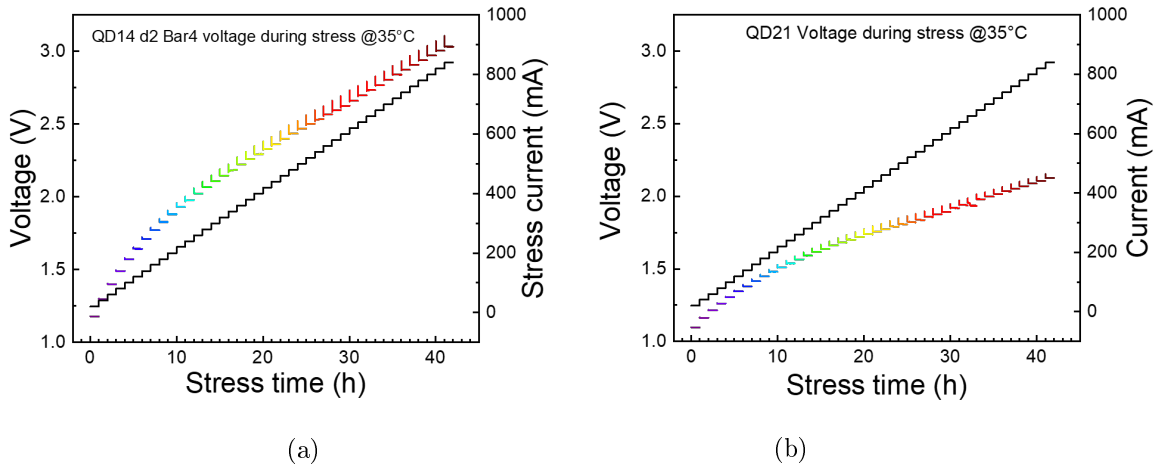 QD14 d2 Bar4 voltage during stress @35°C
Voltage (V)
3.0
2.5
2.0
1.5
1.0
0 10 20 30 40
Stress time (h)
1000
800
600
400
200
0
Stress current (mA)
(a)
QD21 Voltage during stress @35°C
Voltage (V)
3.0
2.5
2.0
1.5
1.0
0 10 20 30 40
Stress time (h)
1000
800
600
400
200
0
Current (mA)
(b)